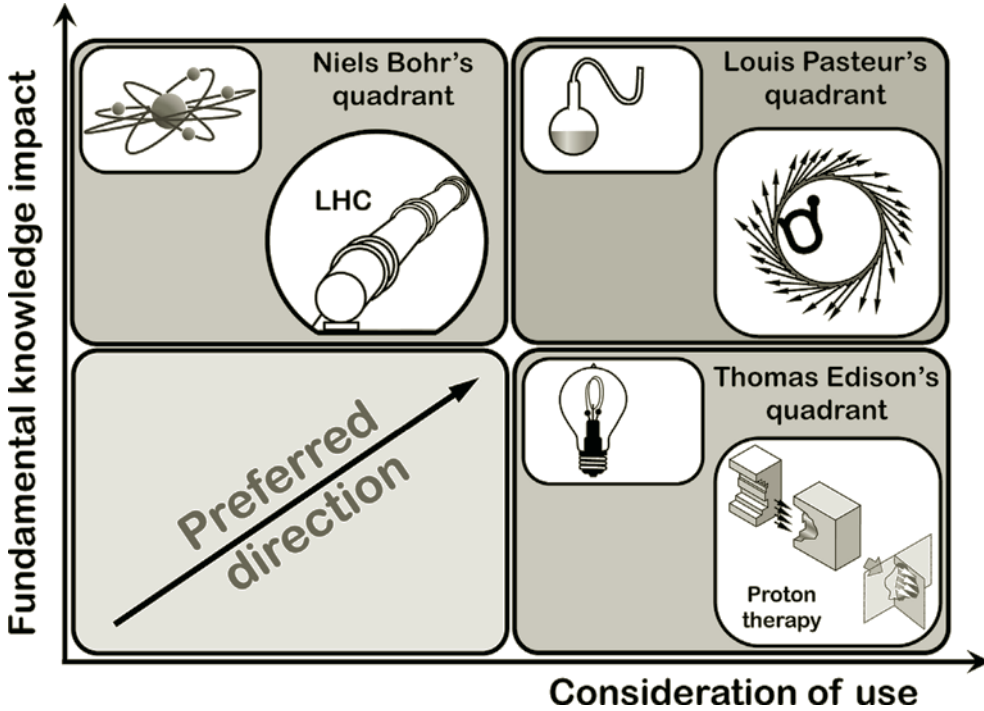 Fundamental knowledge impact
Niels Bohr's
quadrant
LHC
Louis Pasteur's
quadrant
Preferred
direction
Thomas Edison's
quadrant
Proton
therapy
Consideration of use